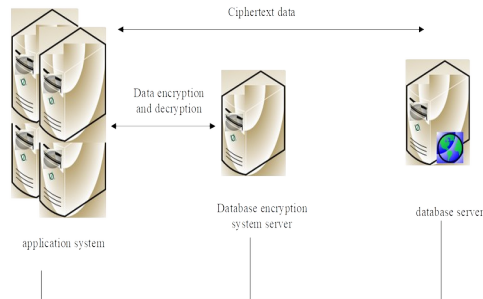 Ciphertext data
Data encryption
and decryption
Database encryption
system server
database server
application system